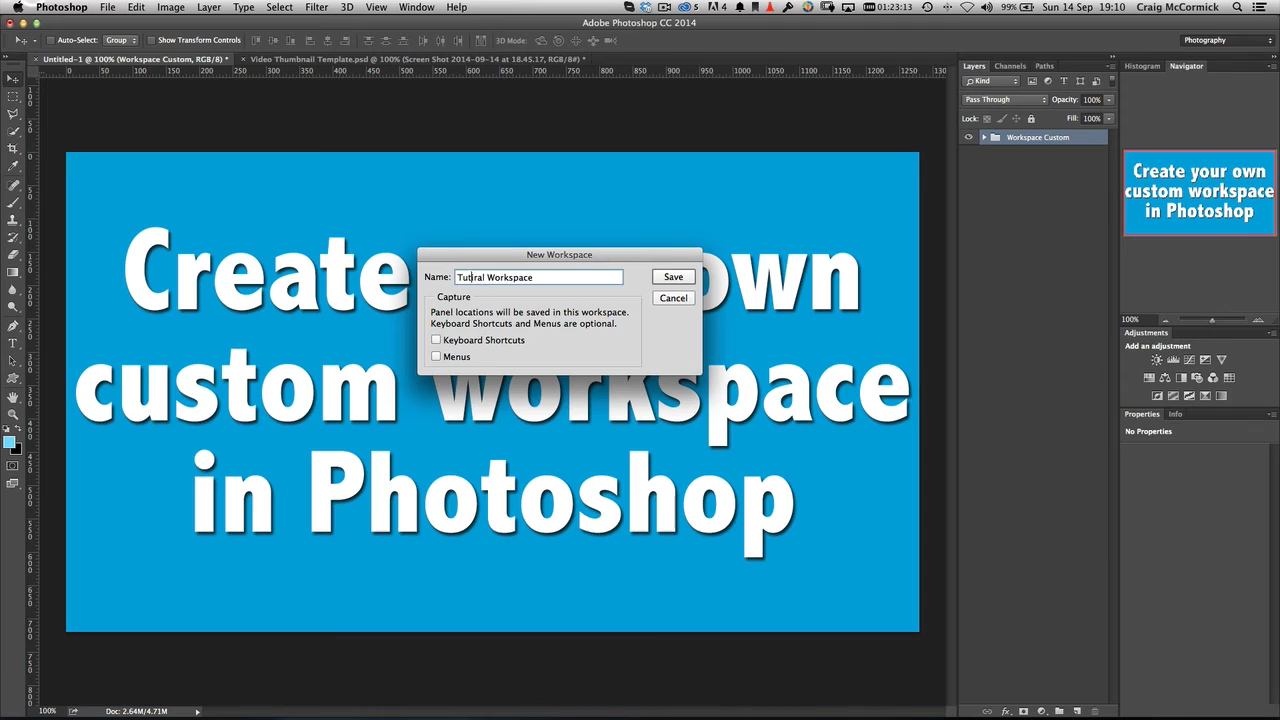 Photoshop File Edit Image Layer Type Select Filter 3D View Window Help 5 4 01:23:13 99% Sun 14 Sep 19:10 Craig McCormick
Adobe Photoshop CC 2014
Auto-Select: Group Show Transform Controls 3D Mode: Photography
Untitled-1 @ 100% (Workspace Custom, RGB/8) * Video Thumbnail Template.psd @ 100% (Screen Shot 2014-09-14 at 18.45.17, RGB/8#) *
Layers Channels Paths
Histogram Navigator
Kind
Pass Through Opacity: 100%
Lock: Fill: 100%
Workspace Custom
Create your own
custom workspace
in Photoshop
100%
Adjustments
Add an adjustment
Properties Info
No Properties
Create own
custom workspace
in Photoshop
New Workspace
Name: Tutiral Workspace Save
Capture Cancel
Panel locations will be saved in this workspace.
Keyboard Shortcuts and Menus are optional.
Keyboard Shortcuts
Menus
100% Doc: 2.64M/4.71M